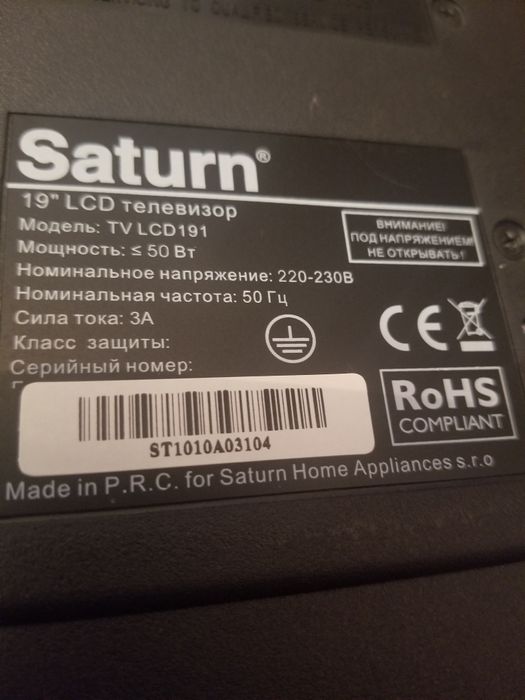 Saturn®
19" LCD телевизор
Модель: TV LCD191
Мощность: ≤ 50 Вт
Номинальное напряжение: 220-230В
Номинальная частота: 50 Гц
Сила тока: 3А
Класс защиты:
Серийный номер:
ВНИМАНИЕ!
ПОД НАПРЯЖЕНИЕМ!
НЕ ОТКРЫВАТЬ!
CE
RoHS
COMPLIANT
ST1010A03104
Made in P.R.C. for Saturn Home Appliances s.r.o